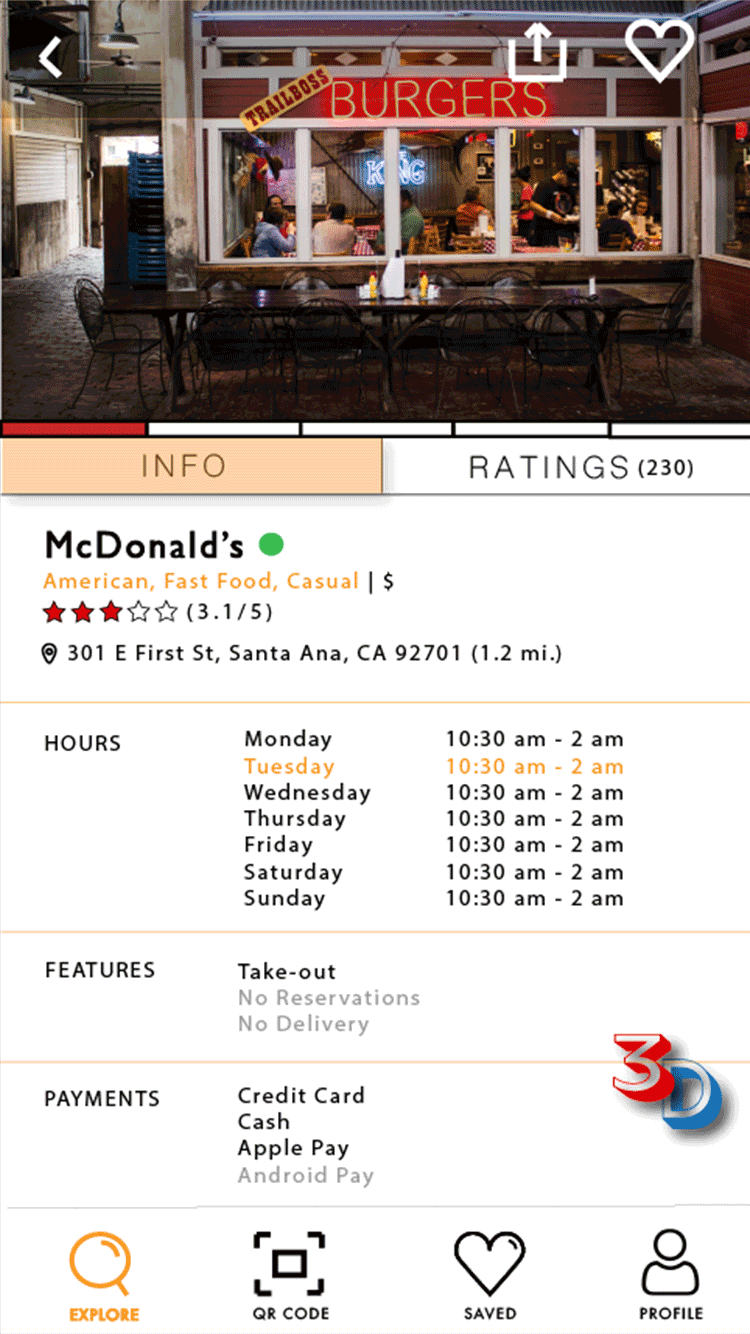 TRAILBOSS BURGERS
KING
INFO RATINGS (230)
McDonald's
American, Fast Food, Casual | $
(3.1/5)
301 E First St, Santa Ana, CA 92701 (1.2 mi.)
HOURS Monday 10:30 am - 2 am
Tuesday 10:30 am - 2 am
Wednesday 10:30 am - 2 am
Thursday 10:30 am - 2 am
Friday 10:30 am - 2 am
Saturday 10:30 am - 2 am
Sunday 10:30 am - 2 am
FEATURES Take-out
No Reservations
No Delivery
3D
PAYMENTS Credit Card
Cash
Apple Pay
Android Pay
EXPLORE QR CODE SAVED PROFILE